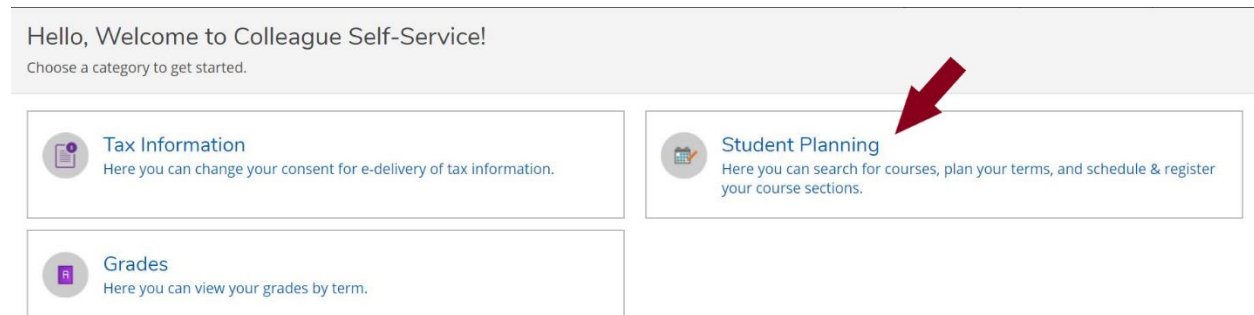 Hello, Welcome to Colleague Self-Service!
Choose a category to get started.
Tax Information
Here you can change your consent for e-delivery of tax information.
Student Planning
Here you can search for courses, plan your terms, and schedule & register
your course sections.
Grades
Here you can view your grades by term.